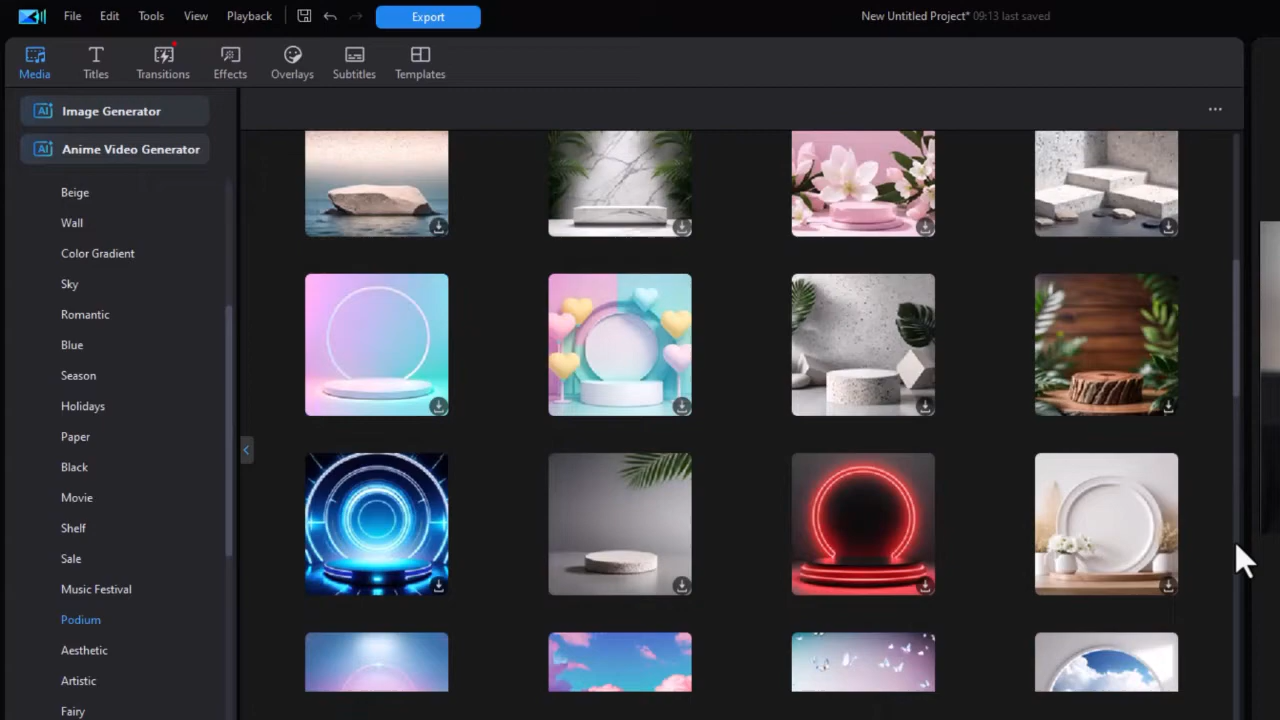 File Edit Tools View Playback Export New Untitled Project* 09:13 last saved
Media Titles Transitions Effects Overlays Subtitles Templates
AI Image Generator
AI Anime Video Generator
Beige
Wall
Color Gradient
Sky
Romantic
Blue
Season
Holidays
Paper
Black
Movie
Shelf
Sale
Music Festival
Podium
Aesthetic
Artistic
Fairy